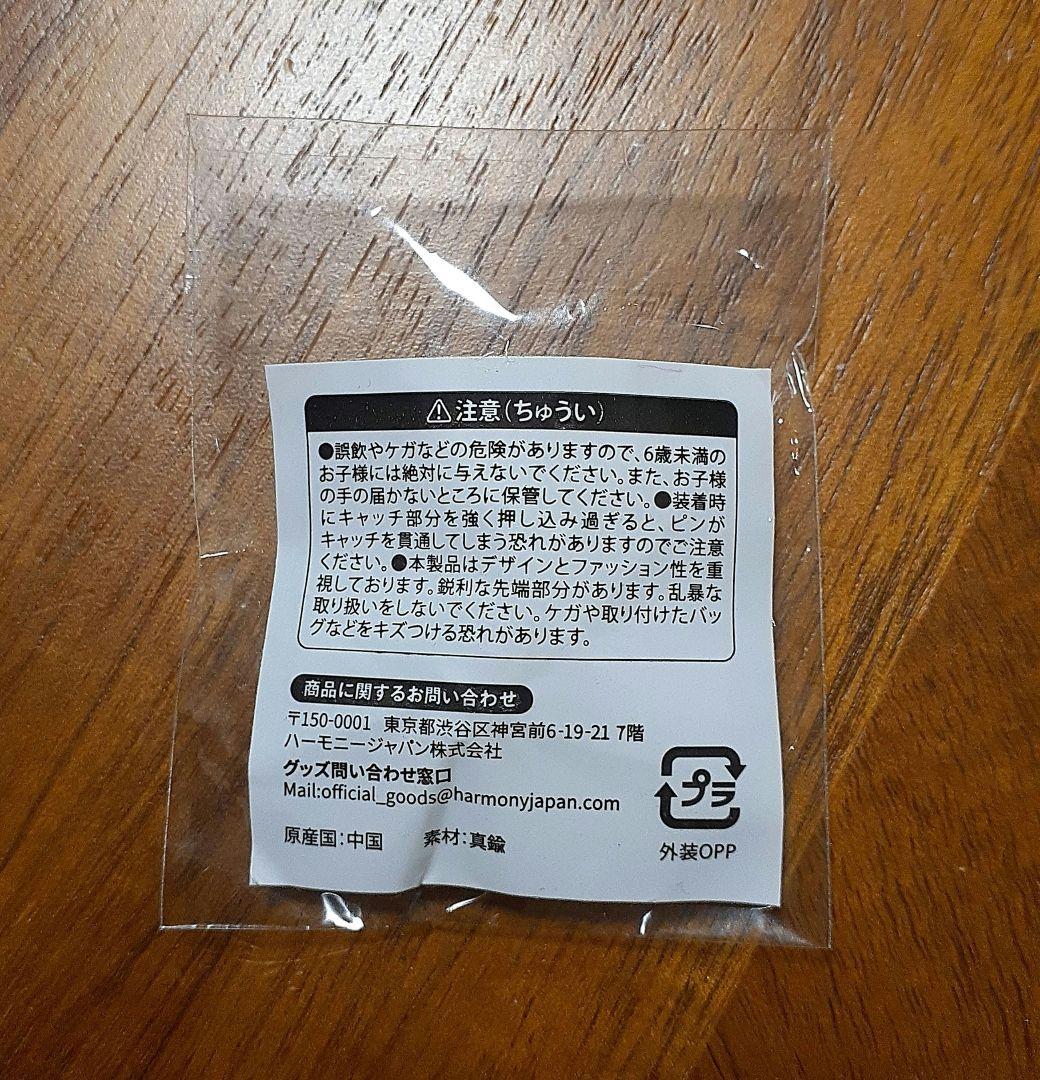 ⚠注意(ちゅうい)
●誤飲やケガなどの危険がありますので、6歳未満の
お子様には絶対に与えないでください。また、お子様
の手の届かないところに保管してください。●装着時
にキャッチ部分を強く押し込み過ぎると、ピンが
キャッチを貫通してしまう恐れがありますのでご注意
ください。●本製品はデザインとファッション性を重
視しております。鋭利な先端部分があります。乱暴な
取り扱いをしないでください。ケガや取り付けたバッ
グなどをキズつける恐れがあります。
商品に関するお問い合わせ
〒150-0001 東京都渋谷区神宮前6-19-21 7階
ハーモニージャパン株式会社
グッズ問い合わせ窓口
Mail:official_goods@harmonyjapan.com
原産国:中国 素材:真鍮
プラ
外装OPP